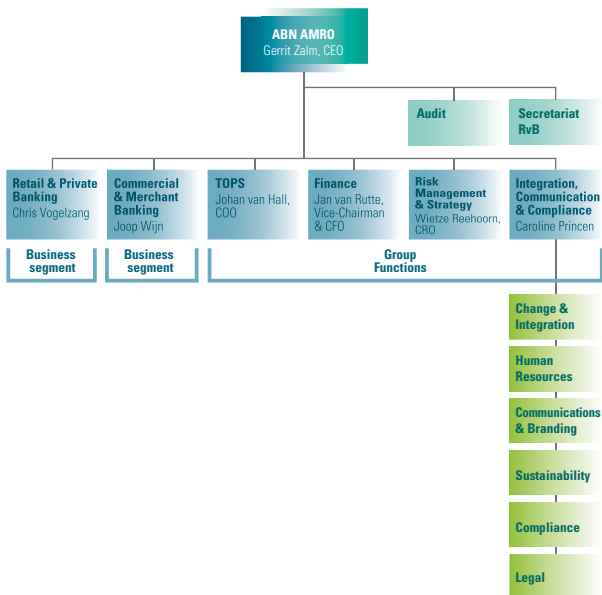 ABN AMRO
Gerrit Zalm, CEO
Audit
Secretariat
RvB
Retail & Private
Banking
Chris Vogelzang
Commercial
& Merchant
Banking
Joop Wijn
TOPS
Johan van Hall,
COO
Finance
Jan van Rutte,
Vice-Chairman
& CFO
Risk
Management
& Strategy
Wietze Reehoorn,
CRO
Integration,
Communication
& Compliance
Caroline Princen
Business
segment
Business
segment
Group
Functions
Change &
Integration
Human
Resources
Communications
& Branding
Sustainability
Compliance
Legal